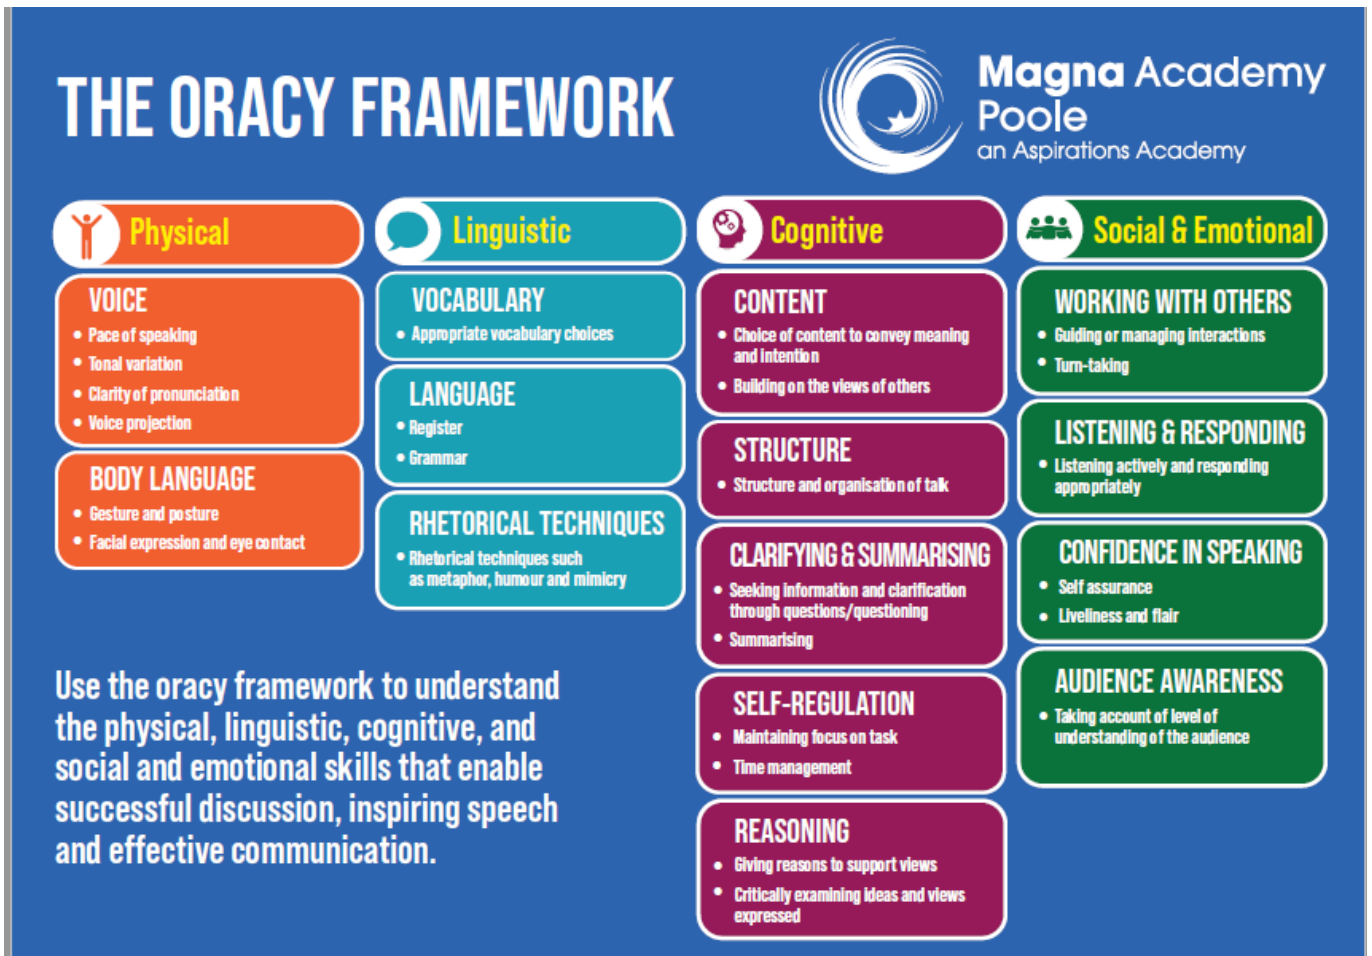 THE ORACY FRAMEWORK
Magna Academy
Poole
an Aspirations Academy
Physical
VOICE
• Pace of speaking
• Tonal variation
• Clarity of pronunciation
• Voice projection
BODY LANGUAGE
• Gesture and posture
• Facial expression and eye contact
Linguistic
VOCABULARY
• Appropriate vocabulary choices
LANGUAGE
• Register
• Grammar
RHETORICAL TECHNIQUES
• Rhetorical techniques such
as metaphor, humour and mimicry
Cognitive
CONTENT
• Choice of content to convey meaning
and intention
• Building on the views of others
STRUCTURE
• Structure and organisation of talk
CLARIFYING & SUMMARISING
• Seeking information and clarification
through questions/questioning
• Summarising
SELF-REGULATION
• Maintaining focus on task
• Time management
REASONING
• Giving reasons to support views
• Critically examining ideas and views
expressed
Social & Emotional
WORKING WITH OTHERS
• Guiding or managing interactions
• Turn-taking
LISTENING & RESPONDING
• Listening actively and responding
appropriately
CONFIDENCE IN SPEAKING
• Self assurance
• Liveliness and flair
AUDIENCE AWARENESS
• Taking account of level of
understanding of the audience
Use the oracy framework to understand
the physical, linguistic, cognitive, and
social and emotional skills that enable
successful discussion, inspiring speech
and effective communication.